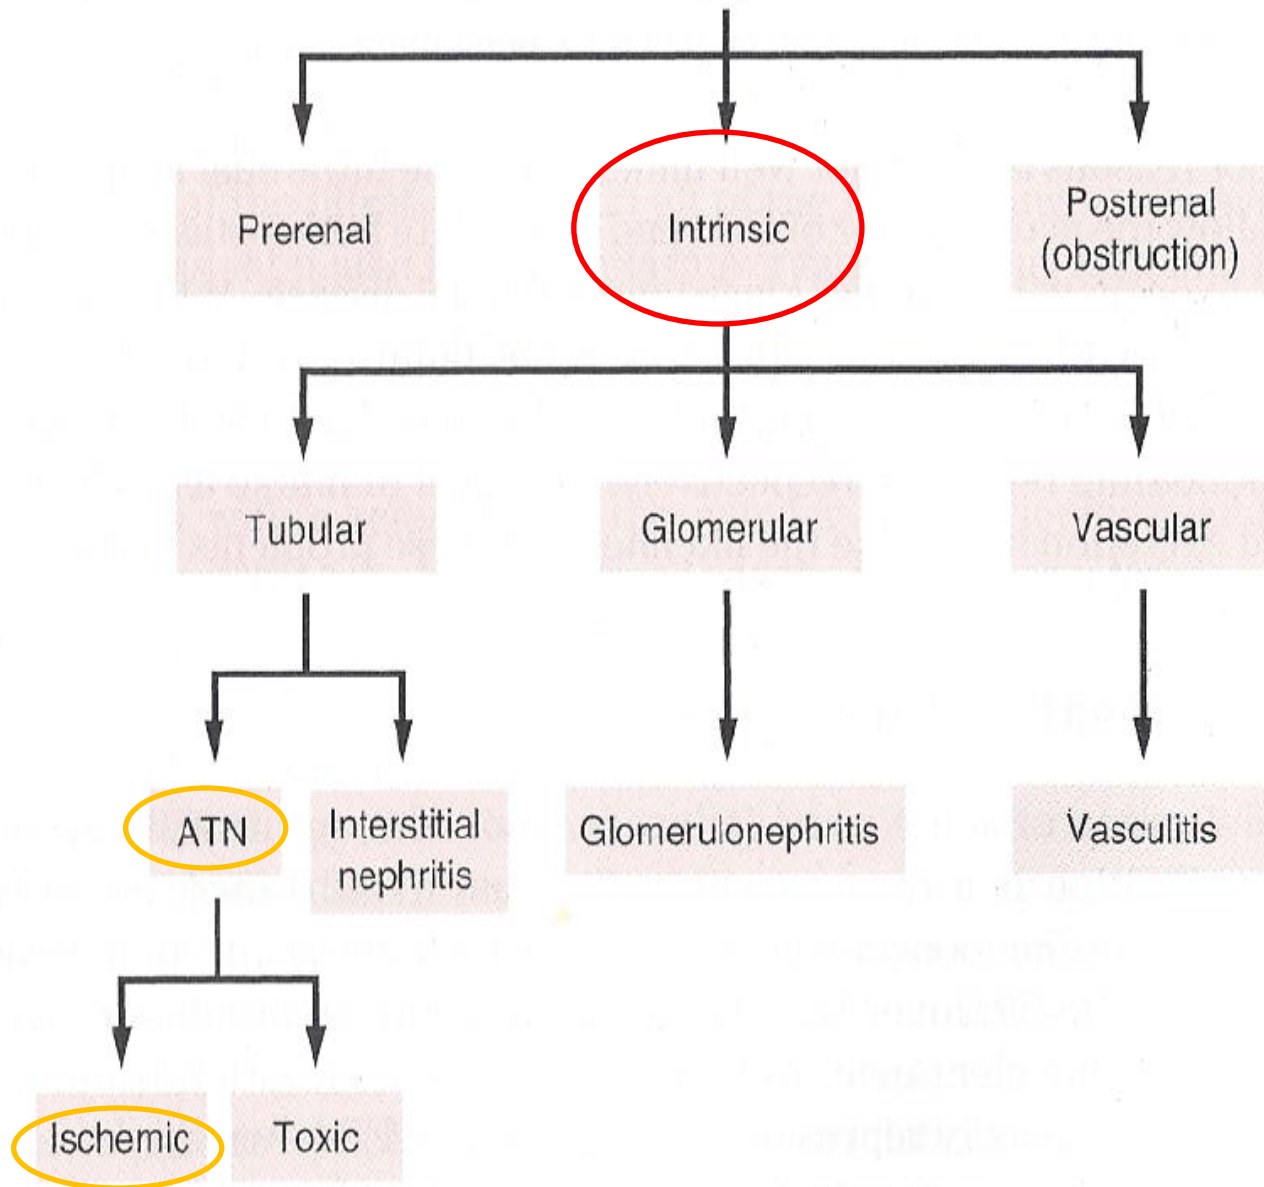 Prerenal
Intrinsic
Postrenal
(obstruction)
Tubular
Glomerular
Vascular
ATN
Interstitial
nephritis
Glomerulonephritis
Vasculitis
Ischemic
Toxic